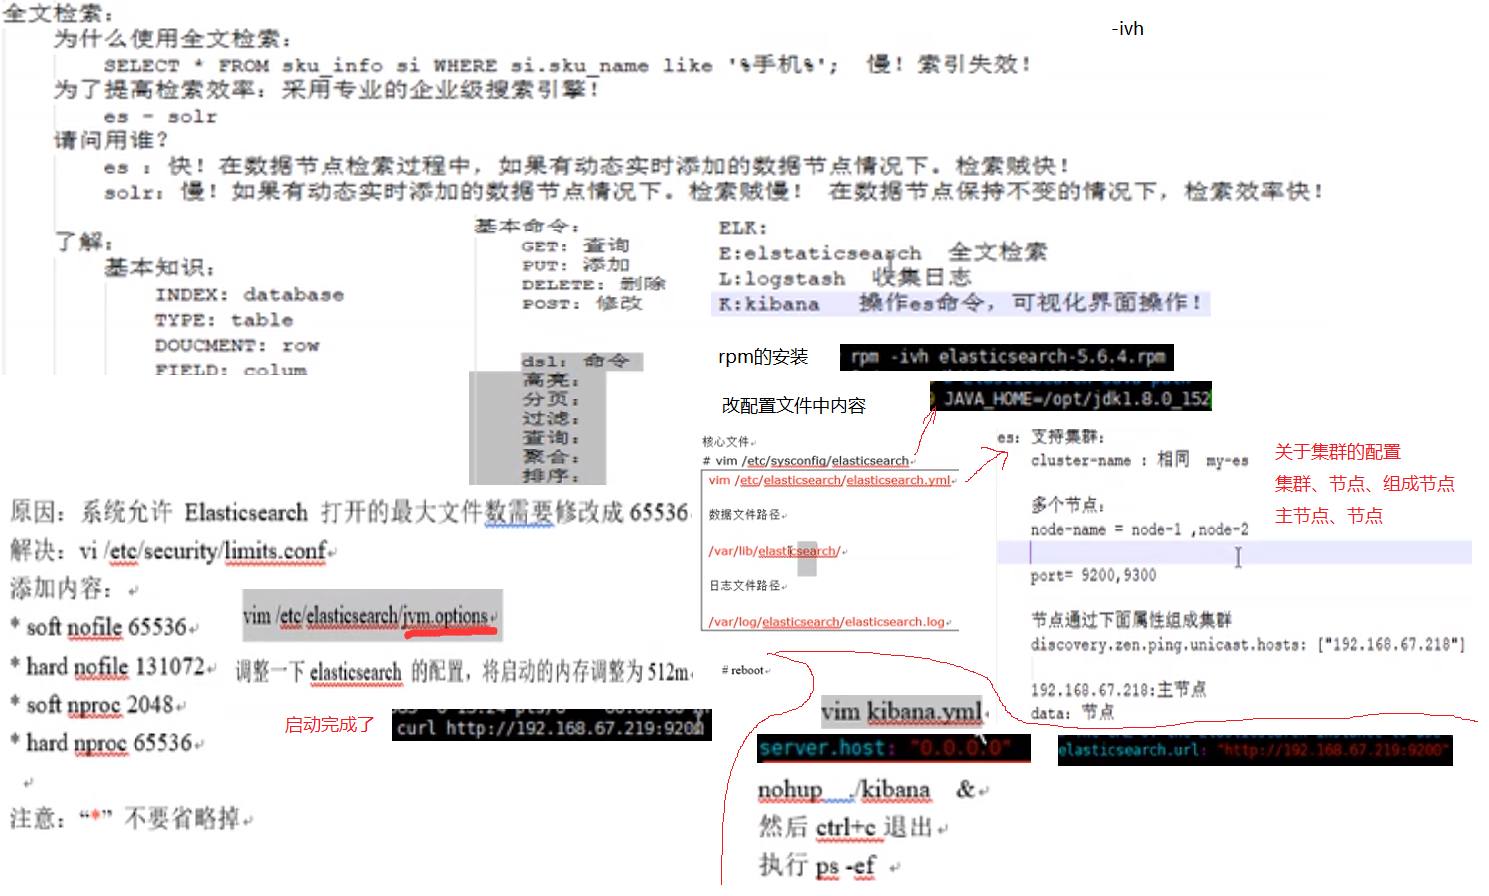 全文检索：
-ivh
为什么使用全文检索：
SELECT * FROM sku_info si WHERE si.sku_name like '%手机%'; 慢！索引失效！
为了提高检索效率：采用专业的企业级搜索引擎！
es - solr
请问用谁？
es ：快！在数据节点检索过程中，如果有动态实时添加的数据节点情况下。检索贼快！
solr：慢！如果有动态实时添加的数据节点情况下。检索贼慢！ 在数据节点保持不变的情况下，检索效率快！
了解：
基本知识：
INDEX: database
TYPE: table
DOUCMENT: row
FIELD: colum
基本命令：
GET: 查询
PUT: 添加
DELETE: 删除
POST: 修改
dsl: 命令
高亮：
分页：
过滤：
查询：
聚合：
排序：
ELK:
E:elstaticsearch 全文检索
L:logstash 收集日志
K:kibana 操作es命令，可视化界面操作！
rpm的安装
rpm -ivh elasticsearch-5.6.4.rpm
改配置文件中内容
JAVA_HOME=/opt/jdk1.8.0_152
核心文件
# vim /etc/sysconfig/elasticsearch
vim /etc/elasticsearch/elasticsearch.yml
数据文件路径
/var/lib/elasticsearch/
日志文件路径
/var/log/elasticsearch/elasticsearch.log
# reboot
es: 支持集群：
cluster-name : 相同 my-es
多个节点：
node-name = node-1 ,node-2
port= 9200,9300
节点通过下面属性组成集群
discovery.zen.ping.unicast.hosts: ["192.168.67.218"]
192.168.67.218:主节点
data: 节点
关于集群的配置
集群、节点、组成节点
主节点、节点
原因：系统允许 Elasticsearch 打开的最大文件数需要修改成 65536
解决：vi /etc/security/limits.conf
添加内容：
* soft nofile 65536
* hard nofile 131072
* soft nproc 2048
* hard nproc 65536
注意：“*” 不要省略掉
vim /etc/elasticsearch/jvm.options
调整一下 elasticsearch 的配置，将启动的内存调整为 512m
启动完成了
curl http://192.168.67.219:9200
vim kibana.yml
server.host: "0.0.0.0"
elasticsearch.url: "http://192.168.67.219:9200"
nohup ./kibana &
然后 ctrl+c 退出
执行 ps -ef